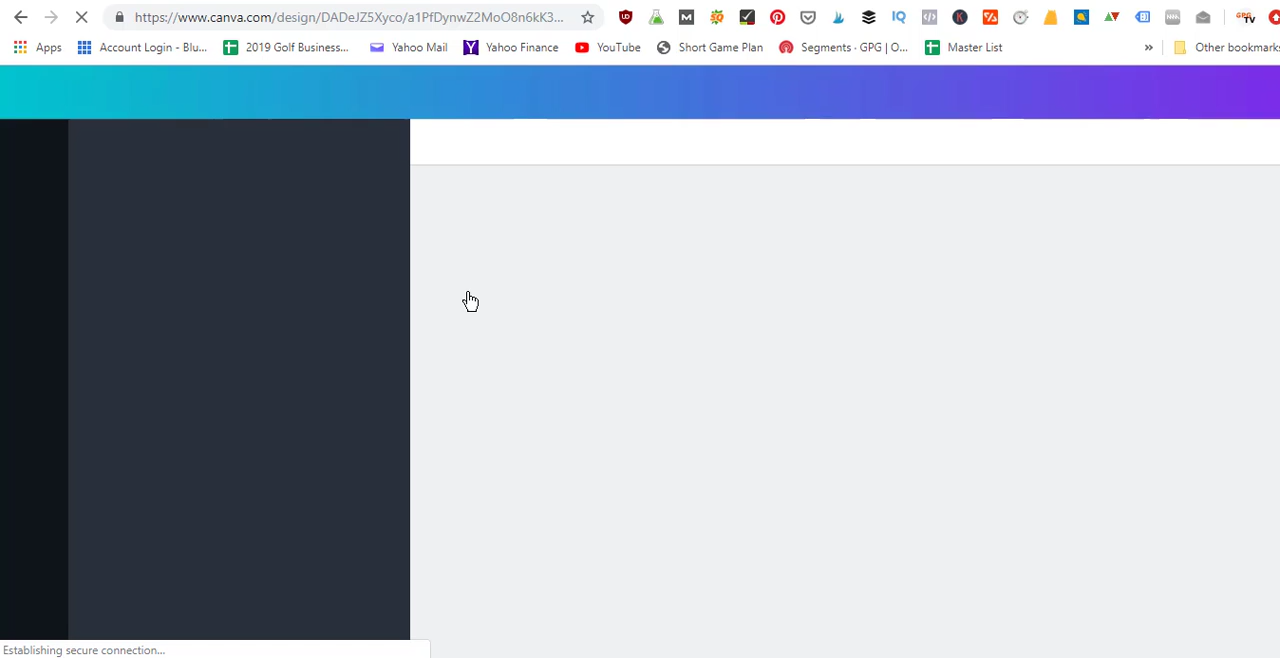 https://www.canva.com/design/DADeJZ5Xyco/a1PfDynwZ2MoO8n6kK3...
Apps Account Login - Blu... 2019 Golf Business... Yahoo Mail Yahoo Finance YouTube Short Game Plan Segments · GPG | O... Master List » Other bookmarks
Establishing secure connection...